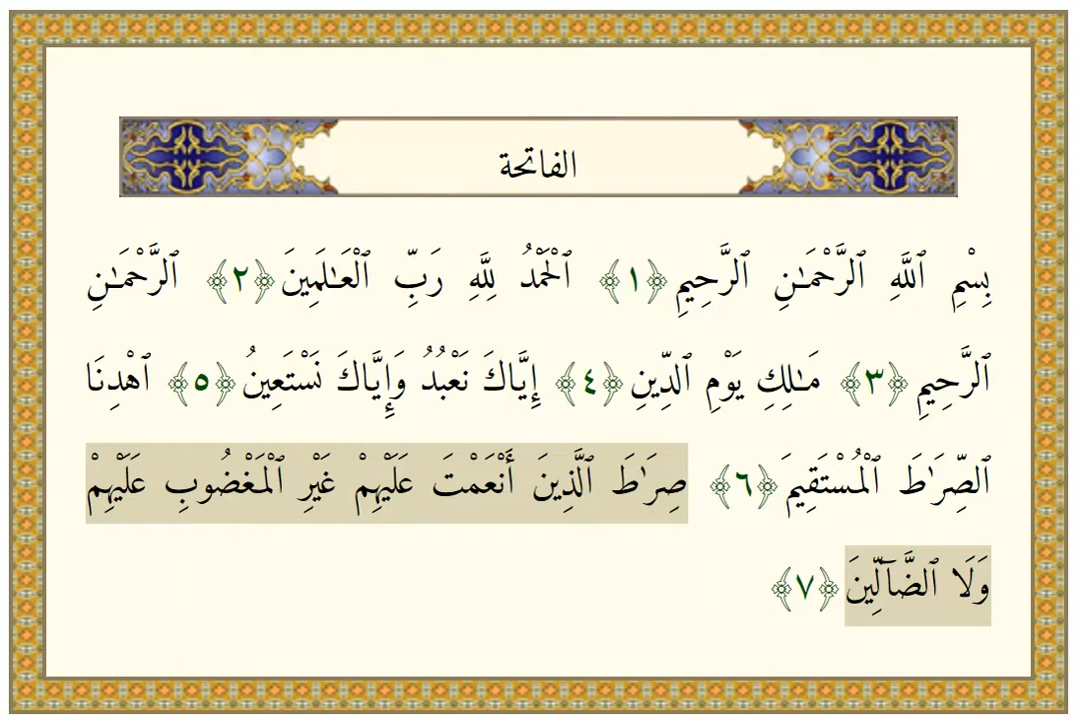 الفاتحة
بِسْمِ ٱللَّهِ ٱلرَّحْمَـٰنِ ٱلرَّحِيمِ ﴿١﴾ ٱلْحَمْدُ لِلَّهِ رَبِّ ٱلْعَـٰلَمِينَ ﴿٢﴾ ٱلرَّحْمَـٰنِ
ٱلرَّحِيمِ ﴿٣﴾ مَـٰلِكِ يَوْمِ ٱلدِّينِ ﴿٤﴾ إِيَّاكَ نَعْبُدُ وَإِيَّاكَ نَسْتَعِينُ ﴿٥﴾ ٱهْدِنَا
ٱلصِّرَٰطَ ٱلْمُسْتَقِيمَ ﴿٦﴾ صِرَٰطَ ٱلَّذِينَ أَنْعَمْتَ عَلَيْهِمْ غَيْرِ ٱلْمَغْضُوبِ عَلَيْهِمْ
وَلَا ٱلضَّآلِّينَ ﴿٧﴾